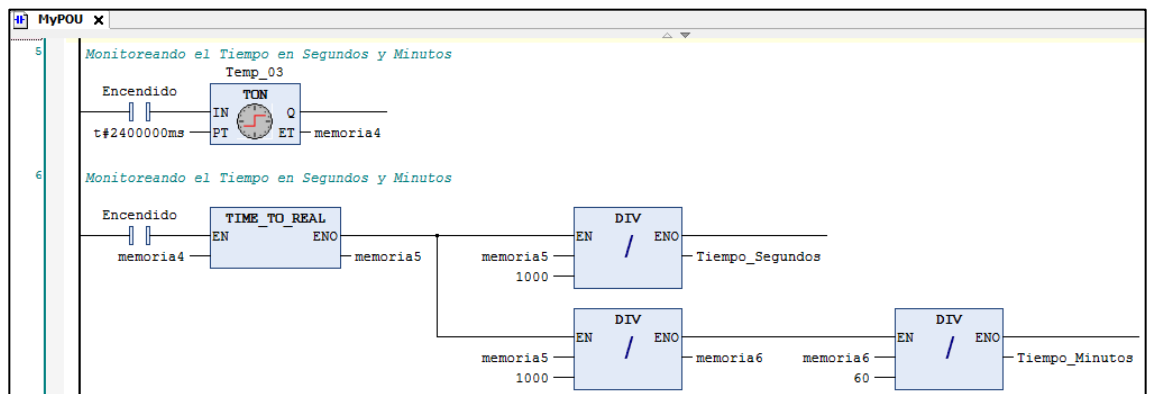 MyPOU X
5
Monitoreando el Tiempo en Segundos y Minutos
Temp_03
Encendido
TON
IN Q
t#2400000ms PT ET memoria4
6
Monitoreando el Tiempo en Segundos y Minutos
Encendido
TIME_TO_REAL
DIV
EN ENO
EN / ENO
memoria4 memoria5
memoria5 Tiempo_Segundos
1000
DIV
DIV
EN / ENO
EN / ENO
memoria5 memoria6
memoria6 Tiempo_Minutos
1000
60